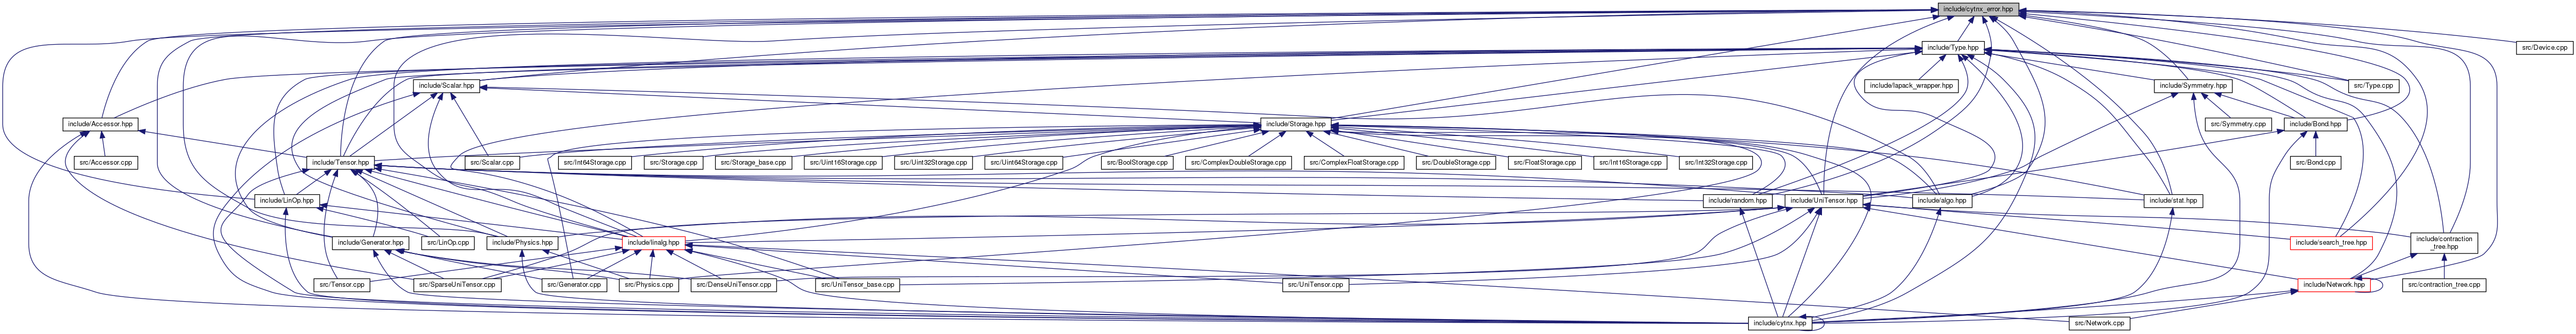 include/cytnx_error.hpp
include/Type.hpp
src/Device.cpp
include/Scalar.hpp
include/lapack_wrapper.hpp
include/Symmetry.hpp
src/Type.cpp
include/Accessor.hpp
include/Storage.hpp
src/Symmetry.cpp
include/Bond.hpp
src/Accessor.cpp
include/Tensor.hpp
src/Scalar.cpp
src/Int64Storage.cpp
src/Storage.cpp
src/Storage_base.cpp
src/Uint16Storage.cpp
src/Uint32Storage.cpp
src/Uint64Storage.cpp
src/BoolStorage.cpp
src/ComplexDoubleStorage.cpp
src/ComplexFloatStorage.cpp
src/DoubleStorage.cpp
src/FloatStorage.cpp
src/Int16Storage.cpp
src/Int32Storage.cpp
src/Bond.cpp
include/LinOp.hpp
include/random.hpp
include/UniTensor.hpp
include/algo.hpp
include/stat.hpp
include/Generator.hpp
src/LinOp.cpp
include/Physics.hpp
include/linalg.hpp
include/search_tree.hpp
include/contraction
_tree.hpp
src/Tensor.cpp
src/SparseUniTensor.cpp
src/Generator.cpp
src/Physics.cpp
src/DenseUniTensor.cpp
src/UniTensor_base.cpp
src/UniTensor.cpp
include/Network.hpp
src/contraction_tree.cpp
include/cytnx.hpp
src/Network.cpp